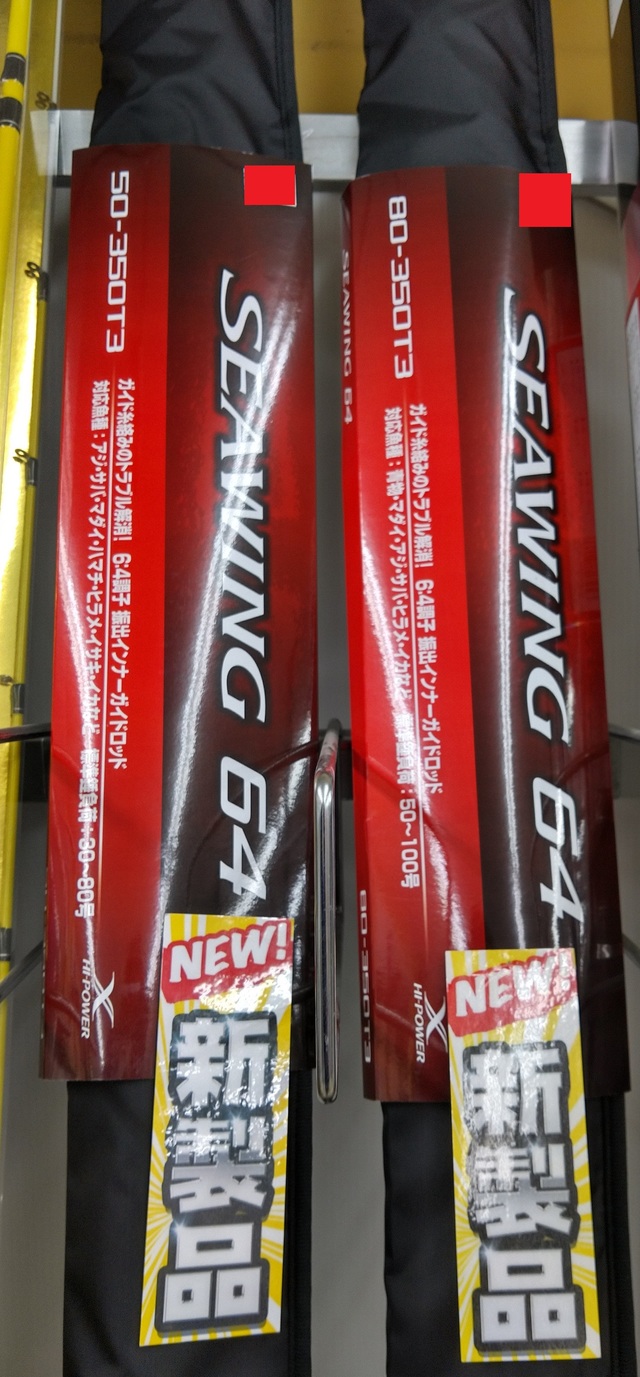 SEAWING 64
50-350T3
ガイド糸絡みのトラブル解消! 6:4調子 振出インナーガイドロッド
対応魚種:アジ・サバ・マダイ・ハマチ・ヒラメ・イサキ・イカなど 標準錘負荷:30~80号
HI-POWER X
NEW!
新製品
SEAWING 64
80-350T3
ガイド糸絡みのトラブル解消! 6:4調子 振出インナーガイドロッド
対応魚種:青物・マダイ・アジ・サバ・ヒラメ・イカなど 標準錘負荷:50~100号
HI-POWER X
SEAWING 64
80-350T3
NEW!
新製品